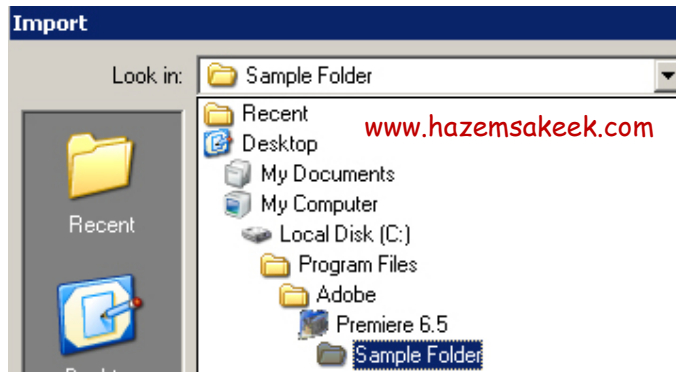 Import
Look in: Sample Folder
Recent
www.hazemsakeek.com
Desktop
My Documents
My Computer
Local Disk (C:)
Program Files
Adobe
Premiere 6.5
Sample Folder
Recent